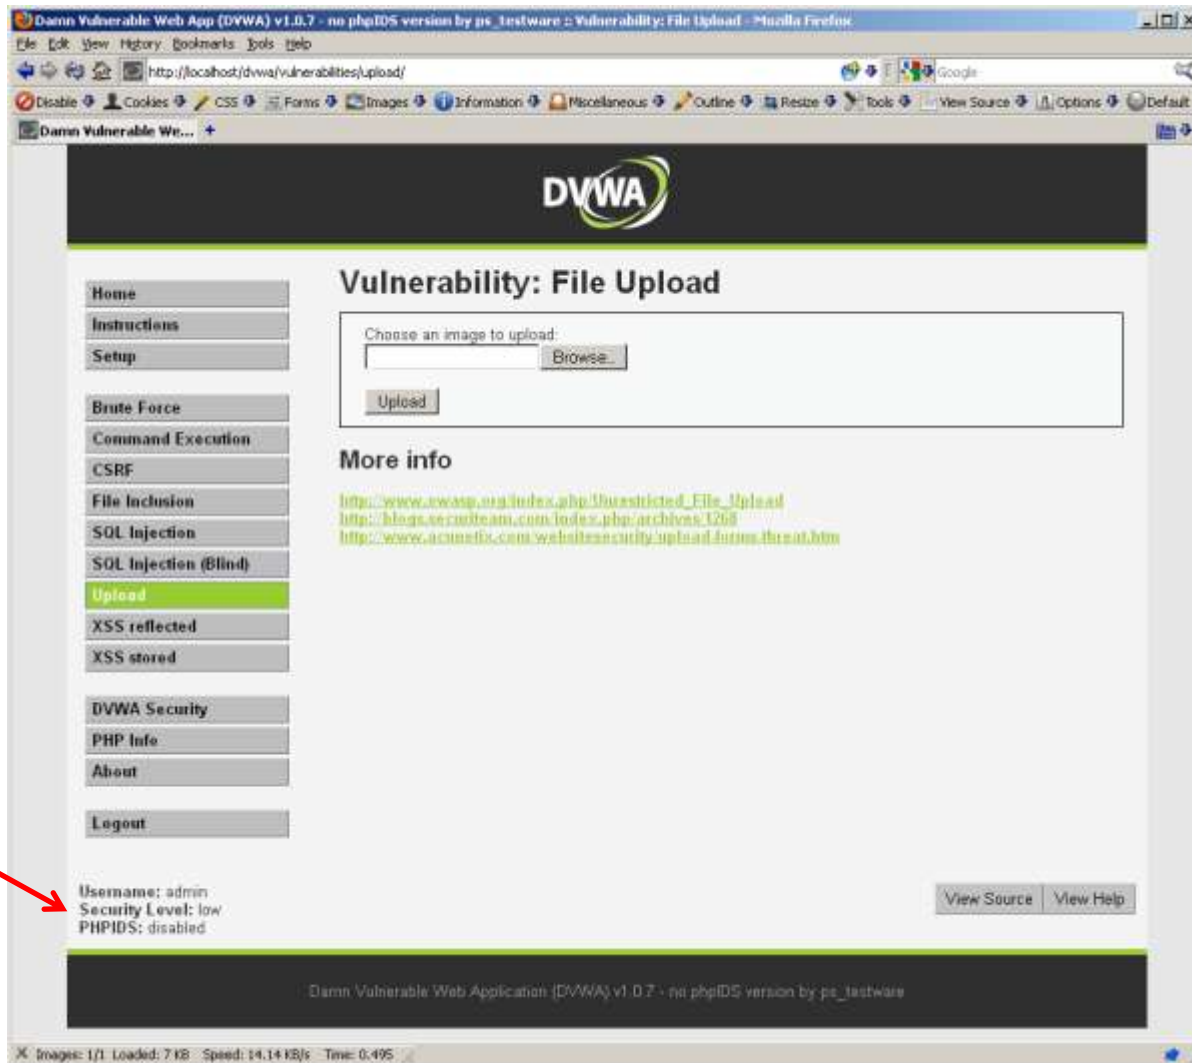 Damn Vulnerable Web App (DVWA) v1.0.7 - no phpIDS version by ps_testware :: Vulnerability: File Upload - Mozilla Firefox
File Edit View History Bookmarks Tools Help
http://localhost/dvwa/vulnerabilities/upload/
Google
Disable Cookies CSS Forms Images Information Miscellaneous Outline Resize Tools View Source Options Default
Damn Vulnerable We... +
DVWA
Vulnerability: File Upload
Home
Instructions
Setup
Choose an image to upload:
Browse...
Upload
Brute Force
Command Execution
CSRF
File Inclusion
SQL Injection
SQL Injection (Blind)
Upload
XSS reflected
XSS stored
More info
http://www.owasp.org/index.php/Unrestricted_File_Upload
http://blogs.securiteam.com/index.php/archives/1268
http://www.acunetix.com/websitesecurity/upload-forms-threat.htm
DVWA Security
PHP Info
About
Logout
Username: admin
Security Level: low
PHPIDS: disabled
View Source View Help
Damn Vulnerable Web Application (DVWA) v1.0.7 - no phpIDS version by ps_testware
X Images: 1/1 Loaded: 7 KB Speed: 14.14 KB/s Time: 0.495